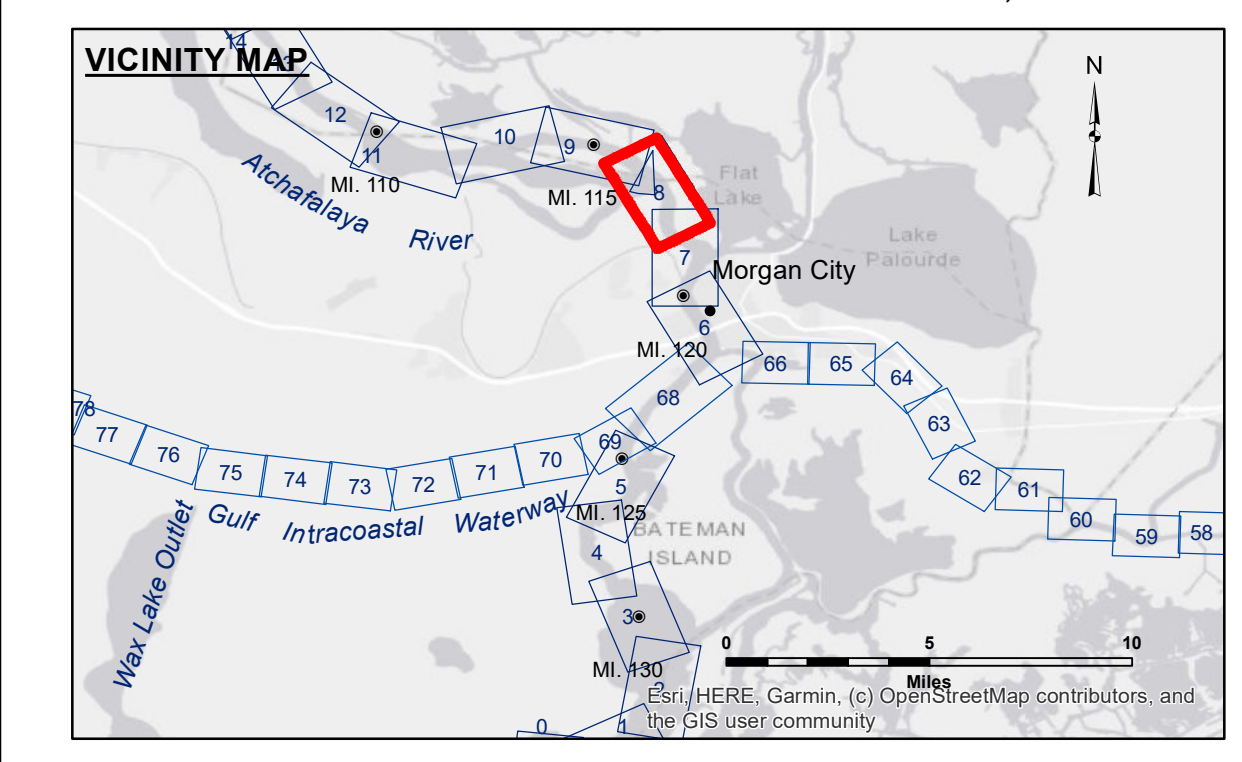 VICINITY MAP
N
14
13
12
11
10
9
8
7
6
MI. 110
MI. 115
Atchafalaya
River
Flat
Lake
Lake
Palourde
Morgan City
MI. 120
66
65
64
63
62
61
60
59
58
68
69
70
71
72
73
74
75
76
77
78
Gulf Intracoastal Waterway
Wax Lake Outlet
5
MI. 125
BATEMAN
ISLAND
4
3
MI. 130
2
1
0
0 5 10
Miles
Esri, HERE, Garmin, (c) OpenStreetMap contributors, and
the GIS user community